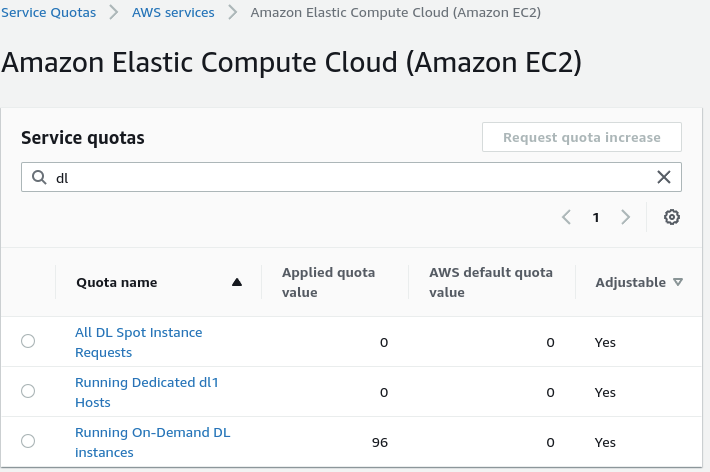 Service Quotas > AWS services > Amazon Elastic Compute Cloud (Amazon EC2)
Amazon Elastic Compute Cloud (Amazon EC2)
Service quotas
Request quota increase
dl
1
Quota name
Applied quota
value
AWS default quota
value
Adjustable
All DL Spot Instance
Requests
0
0
Yes
Running Dedicated dl1
Hosts
0
0
Yes
Running On-Demand DL
instances
96
0
Yes